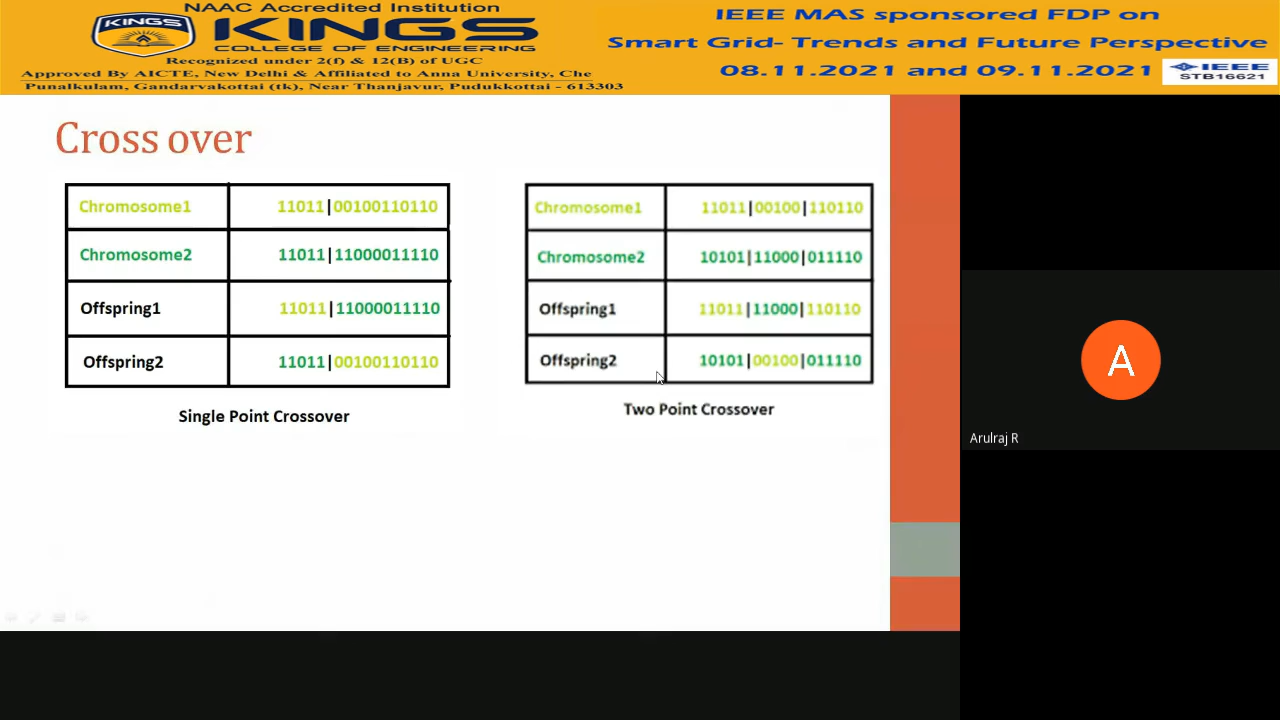 NAAC Accredited Institution
KINGS
KINGS
COLLEGE OF ENGINEERING
Recognized under 2(f) & 12(B) of UGC
Approved By AICTE, New Delhi & Affiliated to Anna University, Che
Punalkulam, Gandarvakottai (tk), Near Thanjavur, Pudukkottai - 613303
IEEE MAS sponsored FDP on
Smart Grid- Trends and Future Perspective
08.11.2021 and 09.11.2021
IEEE
STB16621
Cross over
Chromosome1 11011|00100110110
Chromosome2 11011|11000011110
Offspring1 11011|11000011110
Offspring2 11011|00100110110
Single Point Crossover
Chromosome1 11011|00100|110110
Chromosome2 10101|11000|011110
Offspring1 11011|11000|110110
Offspring2 10101|00100|011110
Two Point Crossover
A
Arulraj R